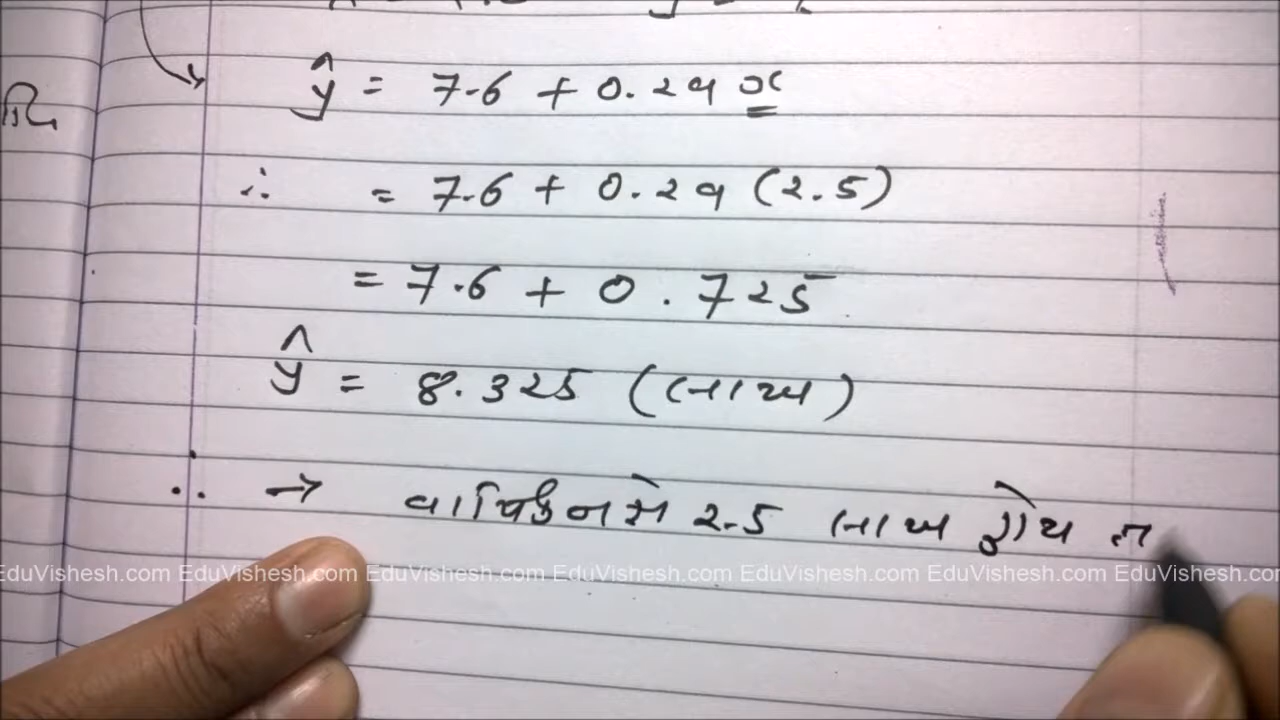 ŷ = 7.6 + 0.29 x
∴ = 7.6 + 0.29 (2.5)
= 7.6 + 0.725
ŷ = 8.325 (લાખ)
∴ → 2.5 લાખ હોય ત
EduVishesh.com EduVishesh.com EduVishesh.com EduVishesh.com EduVishesh.com EduVishesh.com EduVishesh.com